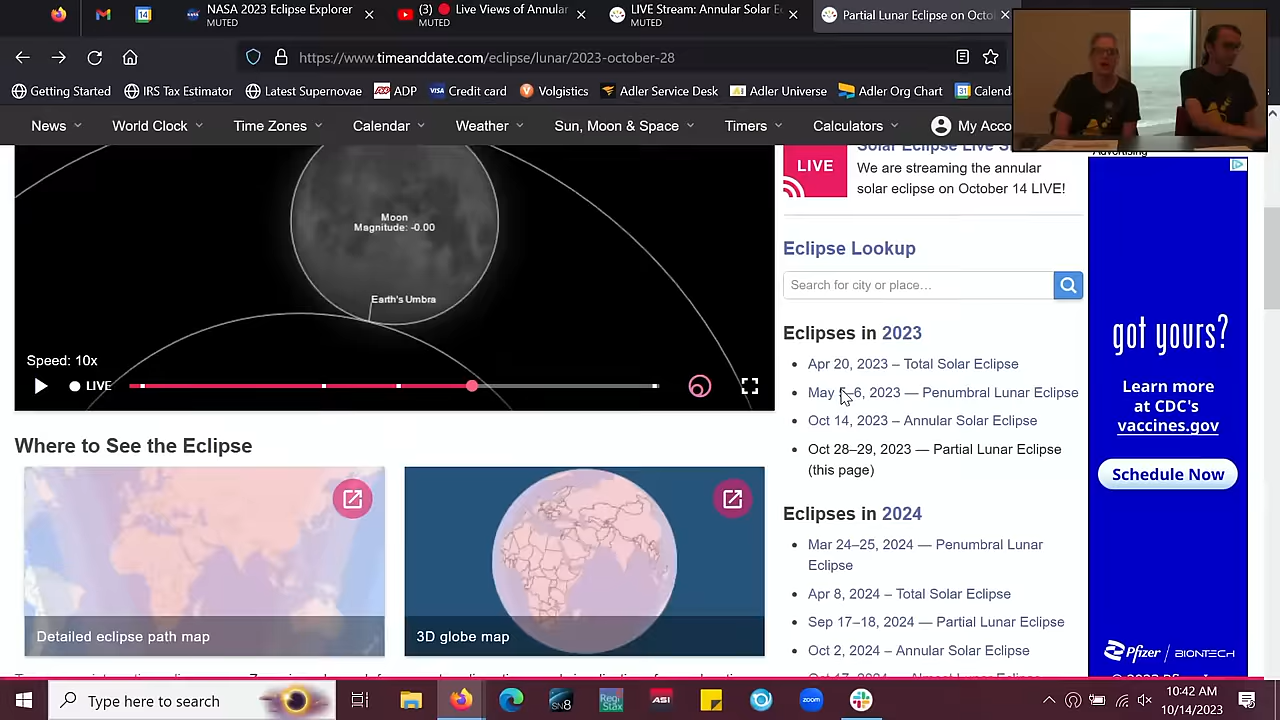 NASA 2023 Eclipse Explorer
MUTED
(3) 🔴 Live Views of Annular
MUTED
LIVE Stream: Annular Solar E
MUTED
Partial Lunar Eclipse on Octo
https://www.timeanddate.com/eclipse/lunar/2023-october-28
Getting Started
IRS Tax Estimator
Latest Supernovae
ADP
Credit card
Volgistics
Adler Service Desk
Adler Universe
Adler Org Chart
Calend
News
World Clock
Time Zones
Calendar
Weather
Sun, Moon & Space
Timers
Calculators
My Acco
Moon
Magnitude: -0.00
Earth's Umbra
Speed: 10x
LIVE
Where to See the Eclipse
Detailed eclipse path map
3D globe map
Solar Eclipse Live S
LIVE
We are streaming the annular
solar eclipse on October 14 LIVE!
Eclipse Lookup
Search for city or place…
Eclipses in 2023
Apr 20, 2023 – Total Solar Eclipse
May 5–6, 2023 — Penumbral Lunar Eclipse
Oct 14, 2023 – Annular Solar Eclipse
Oct 28–29, 2023 — Partial Lunar Eclipse
(this page)
Eclipses in 2024
Mar 24–25, 2024 — Penumbral Lunar
Eclipse
Apr 8, 2024 – Total Solar Eclipse
Sep 17–18, 2024 — Partial Lunar Eclipse
Oct 2, 2024 – Annular Solar Eclipse
Advertising
got yours?
Learn more
at CDC's
vaccines.gov
Schedule Now
Pfizer | BIONTECH
Type here to search
10:42 AM
10/14/2023